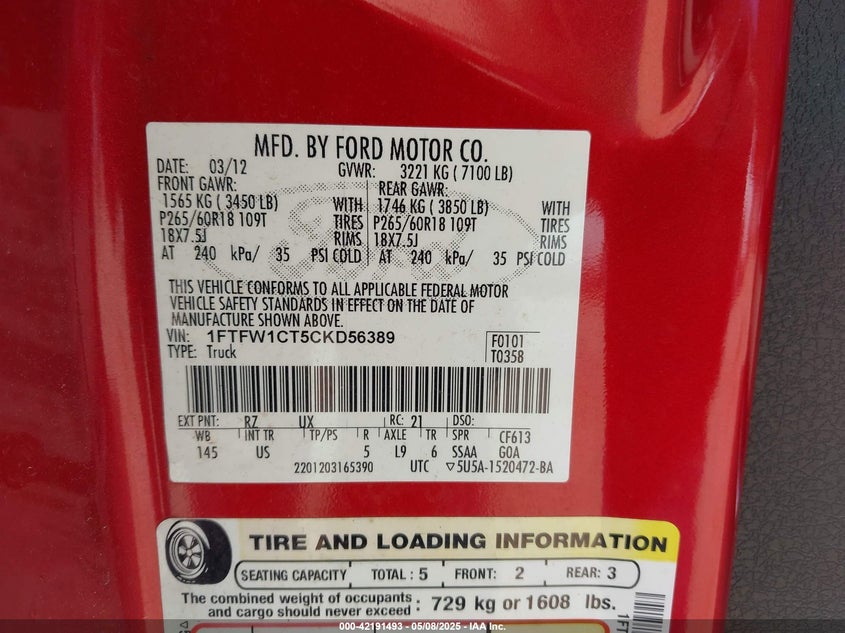 MFD. BY FORD MOTOR CO.
DATE: 03/12 GVWR: 3221 KG ( 7100 LB)
FRONT GAWR: REAR GAWR:
1565 KG ( 3450 LB) WITH 1746 KG ( 3850 LB) WITH
P265/60R18 109T TIRES P265/60R18 109T TIRES
18X7.5J RIMS 18X7.5J RIMS
AT 240 kPa/ 35 PSI COLD AT 240 kPa/ 35 PSI COLD
THIS VEHICLE CONFORMS TO ALL APPLICABLE FEDERAL MOTOR
VEHICLE SAFETY STANDARDS IN EFFECT ON THE DATE OF
MANUFACTURE SHOWN ABOVE.
VIN: 1FTFW1CT5CKD56389 F0101
TYPE: Truck T0358
EXT PNT: RZ UX RC: 21 DSO:
WB INT TR TP/PS R AXLE TR SPR CF613
145 US 5 L9 6 SSAA GOA
2201203165390 UTC ▽5U5A-1520472-BA
TIRE AND LOADING INFORMATION
SEATING CAPACITY TOTAL : 5 FRONT: 2 REAR: 3
The combined weight of occupants
and cargo should never exceed: 729 kg or 1608 lbs.
000-42191493 - 05/08/2025 - IAA, Inc.